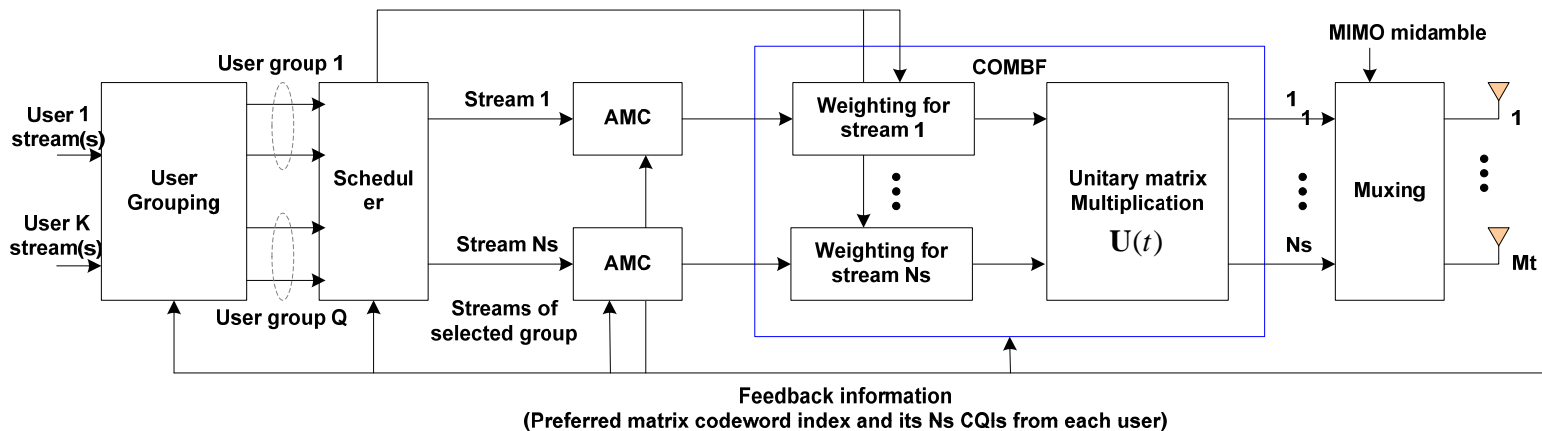 MIMO midamble
User group 1
COMBF
User 1
stream(s)
Stream 1
AMC
Weighting for
stream 1
1
1
1
User
Grouping
Schedul
er
Unitary matrix
Multiplication
U(t)
Muxing
User K
stream(s)
Stream Ns
AMC
Weighting for
stream Ns
Ns
Mt
User group Q
Streams of
selected group
Feedback information
(Preferred matrix codeword index and its Ns CQIs from each user)